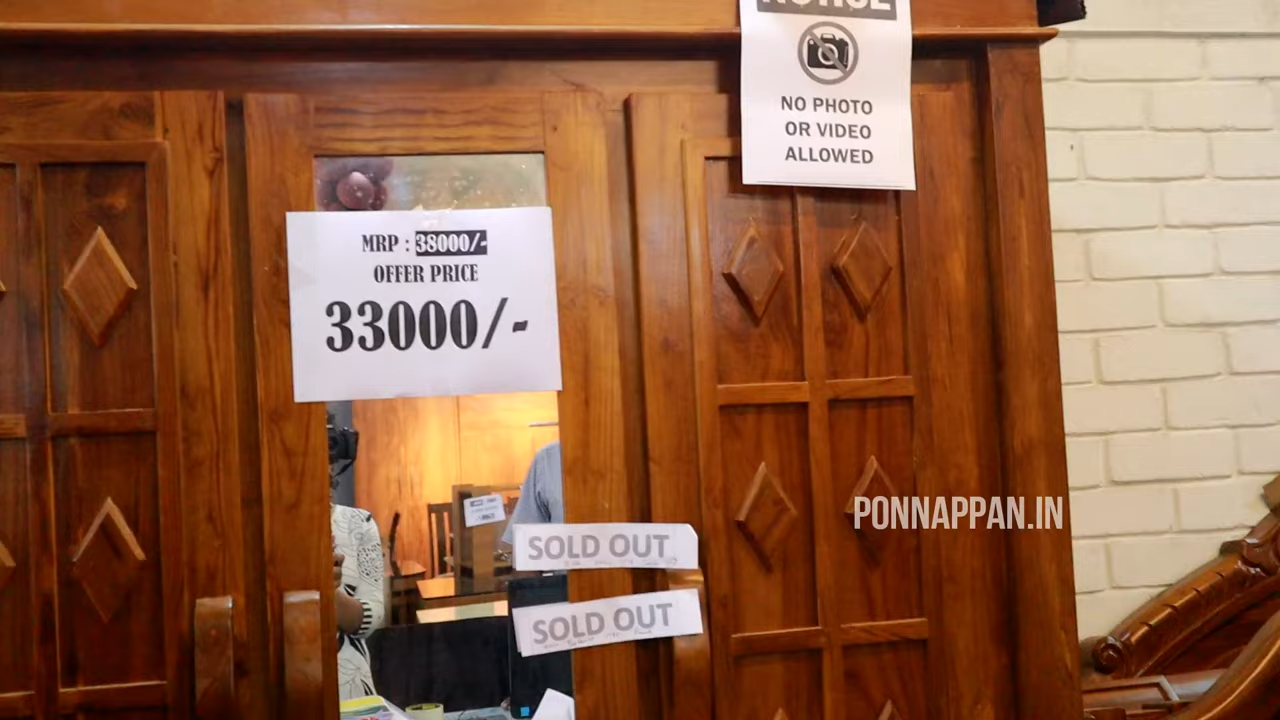 NOTICE
NO PHOTO
OR VIDEO
ALLOWED
MRP : 38000/-
OFFER PRICE
33000/-
PONNAPPAN.IN
SOLD OUT
SOLD OUT